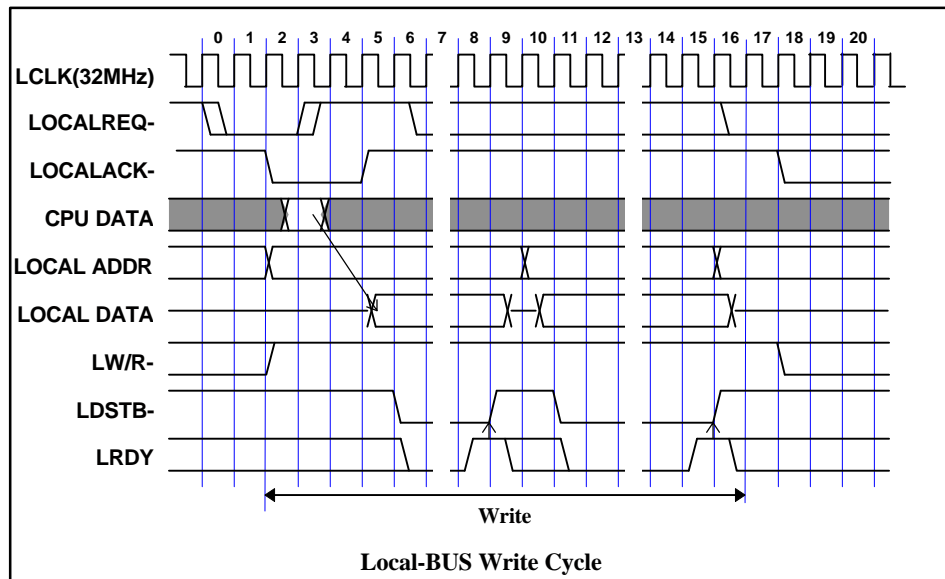 0 1 2 3 4 5 6 7 8 9 10 11 12 13 14 15 16 17 18 19 20
LCLK(32MHz)
LOCALREQ-
LOCALACK-
CPU DATA
LOCAL ADDR
LOCAL DATA
LW/R-
LDSTB-
LRDY
Write
Local-BUS Write Cycle